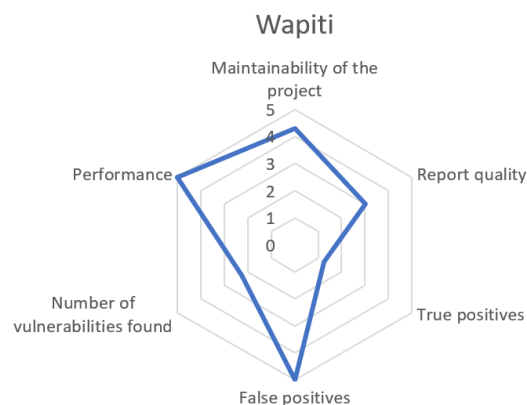 Wapiti
Maintainability of the
project
5
4
3
2
1
0
Performance
Report quality
Number of
vulnerabilities found
True positives
False positives